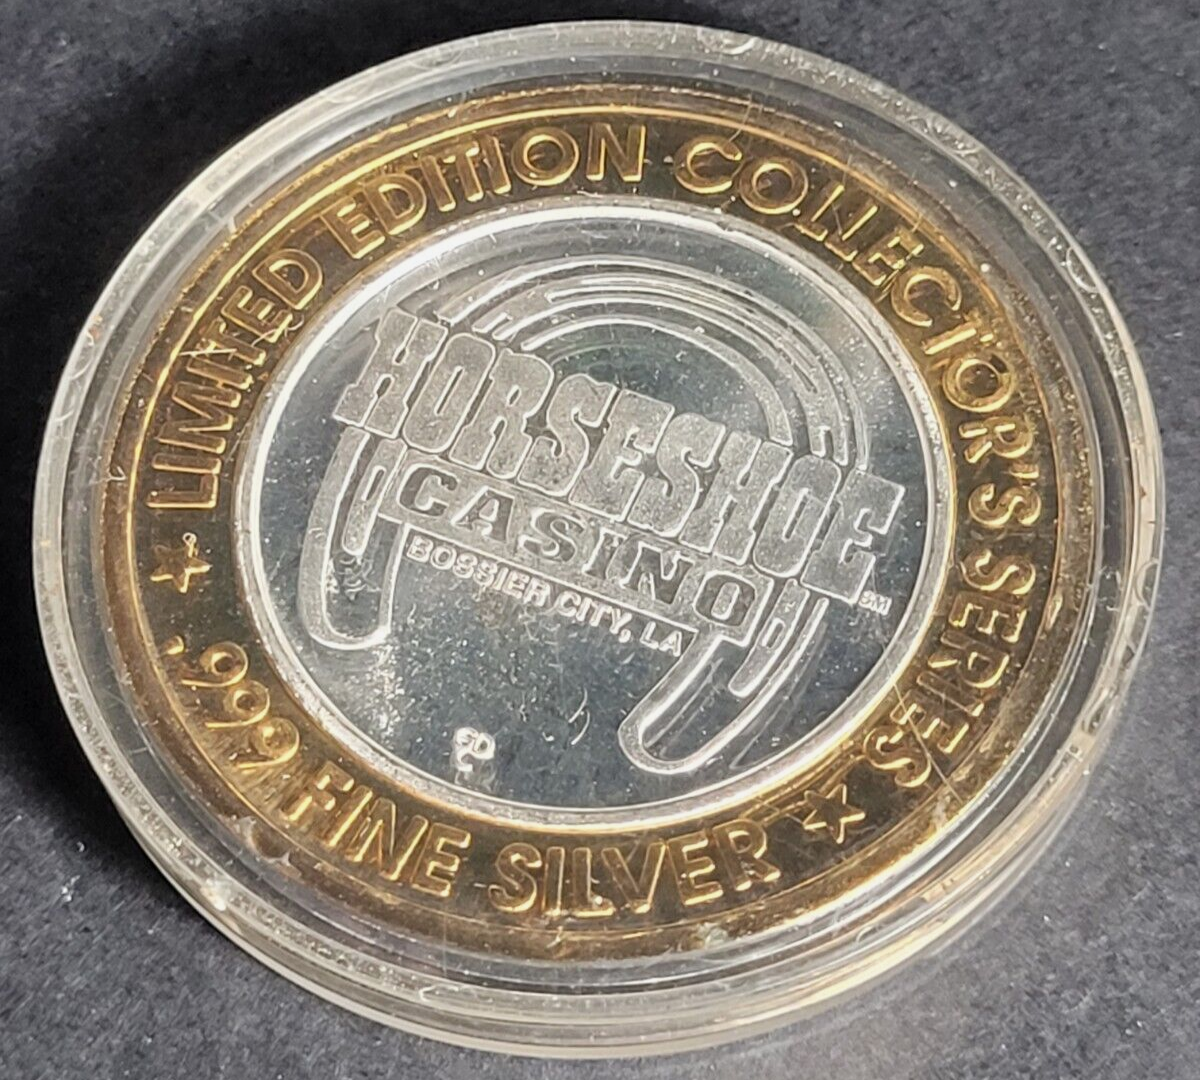 LIMITED EDITION COLLECTOR'S SERIES
HORSESHOE SM
CASINO
BOSSIER CITY, LA
.999 FINE SILVER